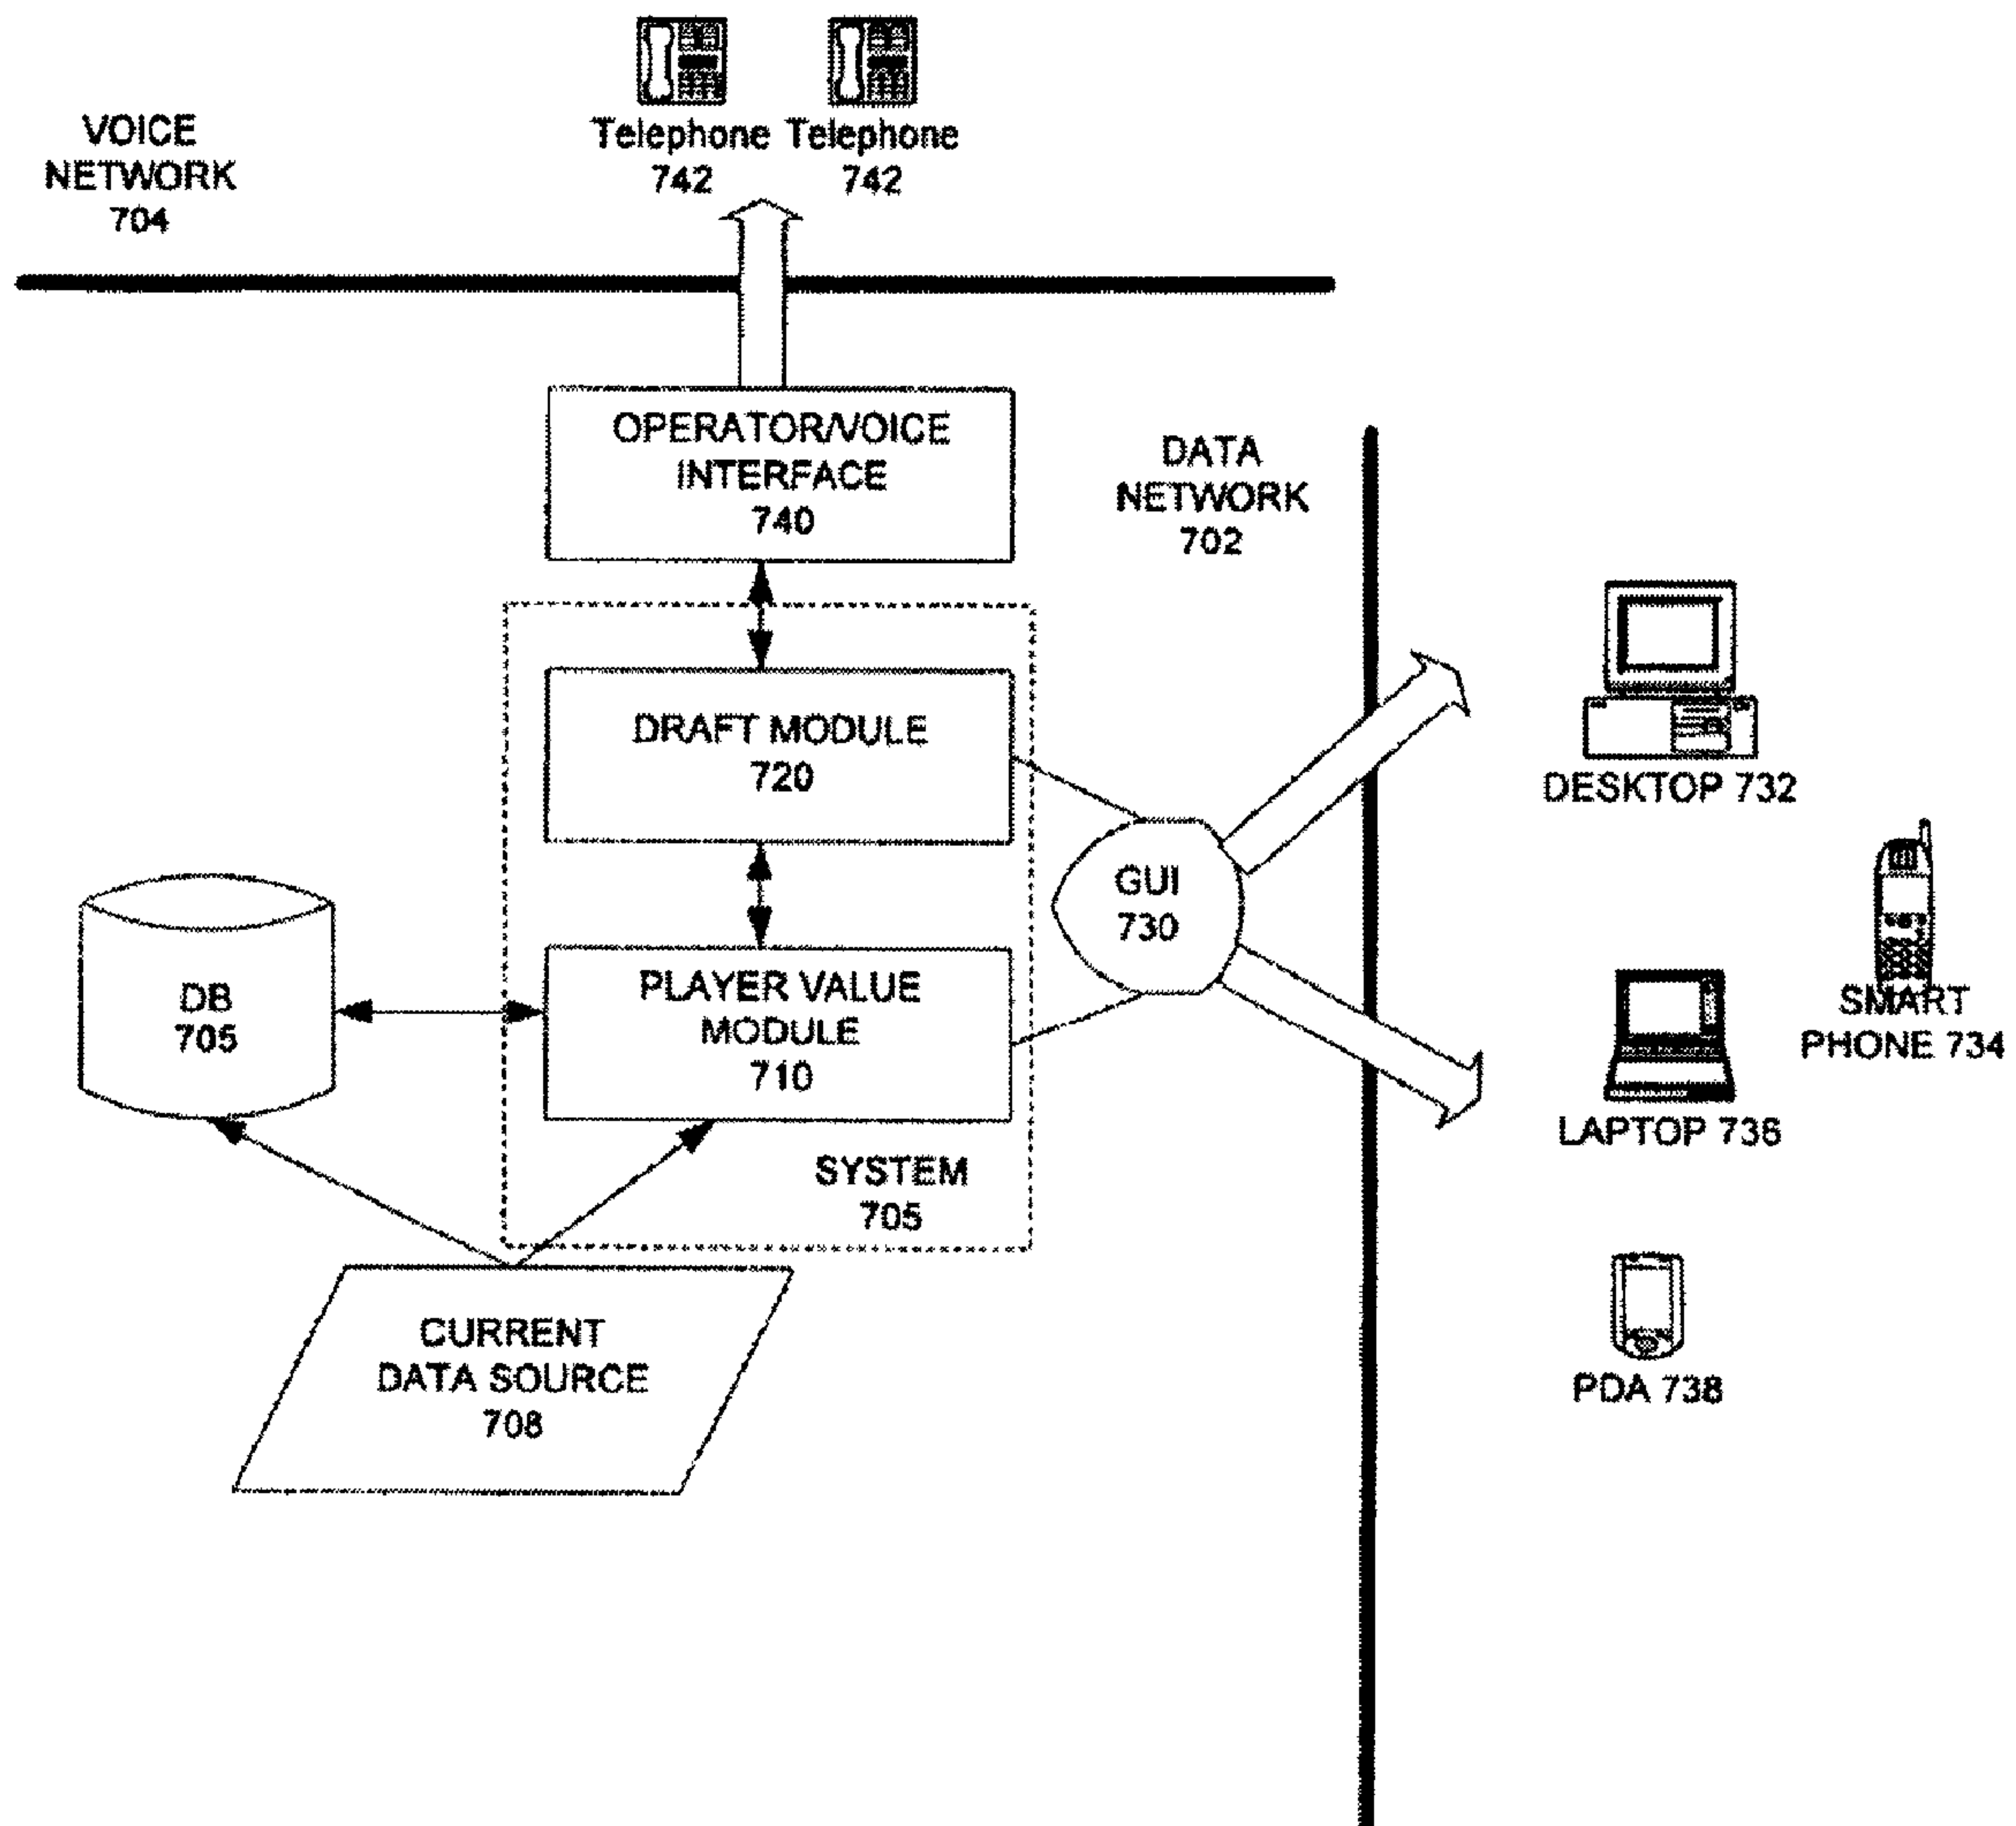 Telephone
742
Telephone
742
VOICE
NETWORK
704
OPERATOR/VOICE
INTERFACE
740
DATA
NETWORK
702
DRAFT MODULE
720
DESKTOP 732
GUI
730
DB
705
PLAYER VALUE
MODULE
710
SMART
PHONE 734
LAPTOP 736
SYSTEM
705
CURRENT
DATA SOURCE
708
PDA 738